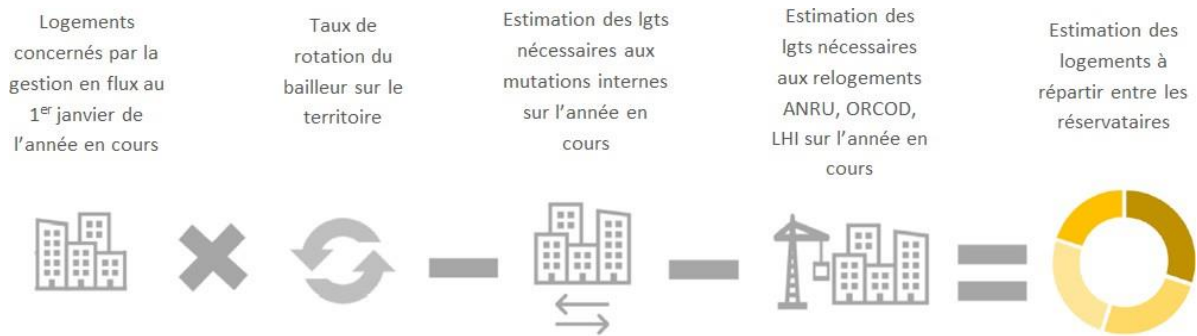 Logements
concernés par la
gestion en flux au
1er janvier de
l'année en cours
Taux de
rotation du
bailleur sur le
territoire
Estimation des lgts
nécessaires aux
mutations internes
sur l'année en
cours
Estimation des
lgts nécessaires
aux relogements
ANRU, ORCOD,
LHI sur l'année en
cours
Estimation des
logements à
répartir entre les
réservataires